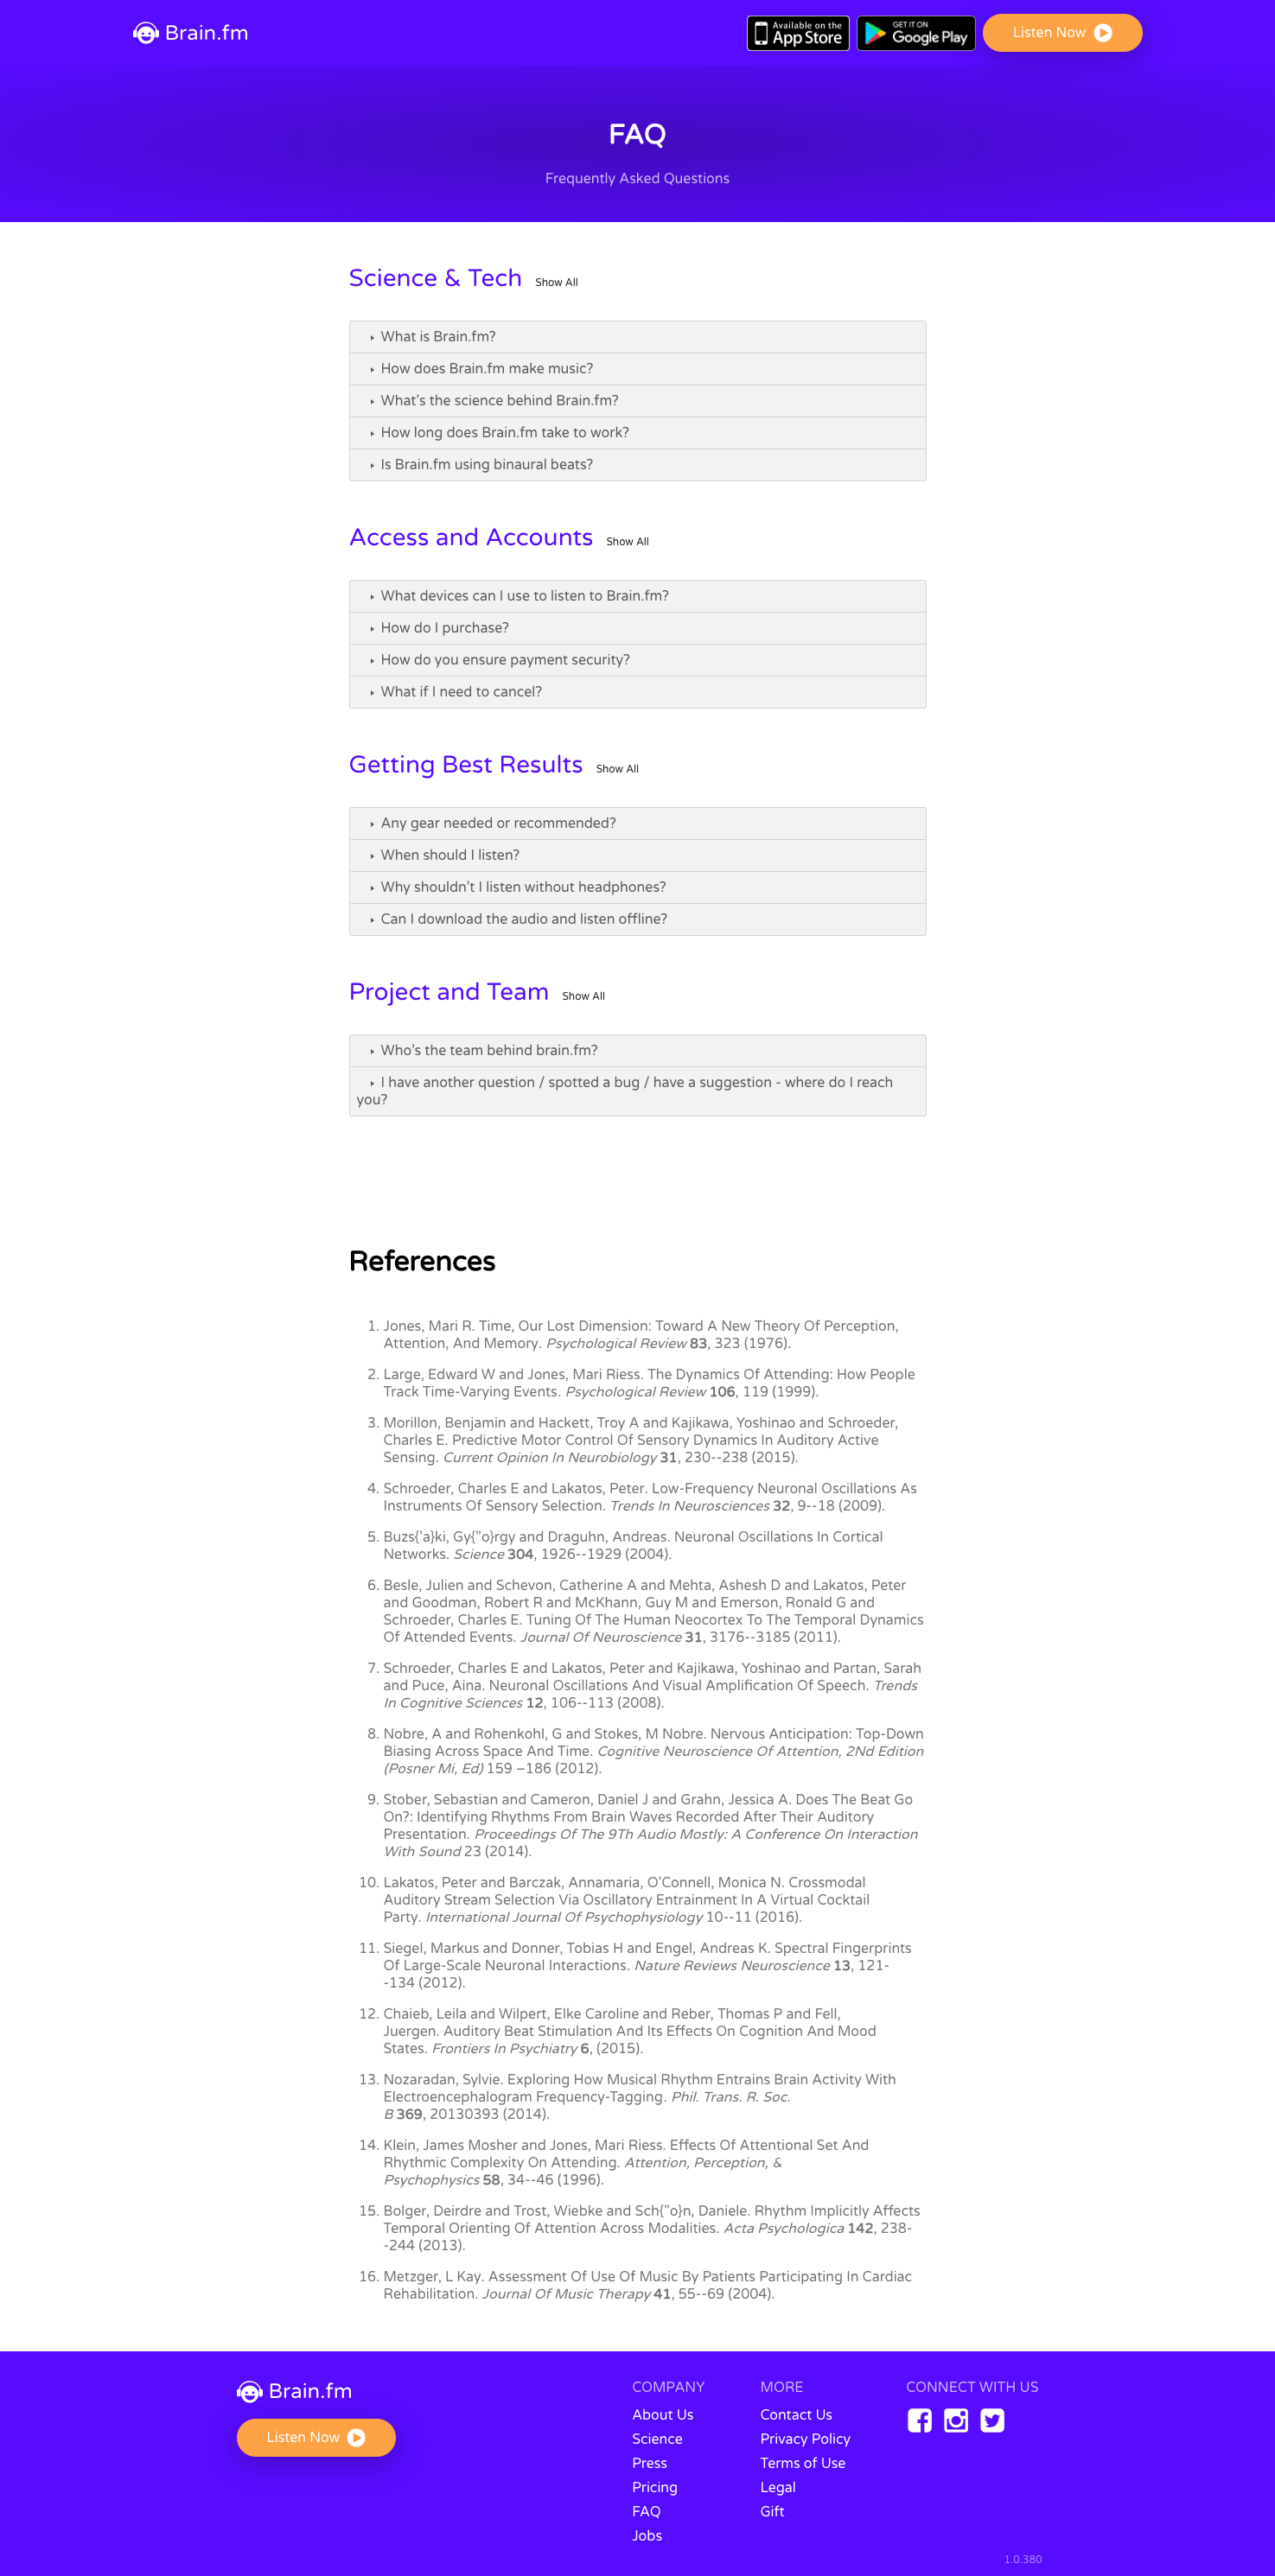 Brain.fm
Available on the
App Store
GET IT ON
Google Play
Listen Now
FAQ
Frequently Asked Questions
Science & Tech Show All
What is Brain.fm?
How does Brain.fm make music?
What's the science behind Brain.fm?
How long does Brain.fm take to work?
Is Brain.fm using binaural beats?
Access and Accounts Show All
What devices can I use to listen to Brain.fm?
How do I purchase?
How do you ensure payment security?
What if I need to cancel?
Getting Best Results Show All
Any gear needed or recommended?
When should I listen?
Why shouldn't I listen without headphones?
Can I download the audio and listen offline?
Project and Team Show All
Who's the team behind brain.fm?
I have another question / spotted a bug / have a suggestion - where do I reach
you?
References
1. Jones, Mari R. Time, Our Lost Dimension: Toward A New Theory Of Perception,
Attention, And Memory. Psychological Review 83, 323 (1976).
2. Large, Edward W and Jones, Mari Riess. The Dynamics Of Attending: How People
Track Time-Varying Events. Psychological Review 106, 119 (1999).
3. Morillon, Benjamin and Hackett, Troy A and Kajikawa, Yoshinao and Schroeder,
Charles E. Predictive Motor Control Of Sensory Dynamics In Auditory Active
Sensing. Current Opinion In Neurobiology 31, 230--238 (2015).
4. Schroeder, Charles E and Lakatos, Peter. Low-Frequency Neuronal Oscillations As
Instruments Of Sensory Selection. Trends In Neurosciences 32, 9--18 (2009).
5. Buzs{'a}ki, Gy{"o}rgy and Draguhn, Andreas. Neuronal Oscillations In Cortical
Networks. Science 304, 1926--1929 (2004).
6. Besle, Julien and Schevon, Catherine A and Mehta, Ashesh D and Lakatos, Peter
and Goodman, Robert R and McKhann, Guy M and Emerson, Ronald G and
Schroeder, Charles E. Tuning Of The Human Neocortex To The Temporal Dynamics
Of Attended Events. Journal Of Neuroscience 31, 3176--3185 (2011).
7. Schroeder, Charles E and Lakatos, Peter and Kajikawa, Yoshinao and Partan, Sarah
and Puce, Aina. Neuronal Oscillations And Visual Amplification Of Speech. Trends
In Cognitive Sciences 12, 106--113 (2008).
8. Nobre, A and Rohenkohl, G and Stokes, M Nobre. Nervous Anticipation: Top-Down
Biasing Across Space And Time. Cognitive Neuroscience Of Attention, 2Nd Edition
(Posner Mi, Ed) 159 –186 (2012).
9. Stober, Sebastian and Cameron, Daniel J and Grahn, Jessica A. Does The Beat Go
On?: Identifying Rhythms From Brain Waves Recorded After Their Auditory
Presentation. Proceedings Of The 9Th Audio Mostly: A Conference On Interaction
With Sound 23 (2014).
10. Lakatos, Peter and Barczak, Annamaria, O'Connell, Monica N. Crossmodal
Auditory Stream Selection Via Oscillatory Entrainment In A Virtual Cocktail
Party. International Journal Of Psychophysiology 10--11 (2016).
11. Siegel, Markus and Donner, Tobias H and Engel, Andreas K. Spectral Fingerprints
Of Large-Scale Neuronal Interactions. Nature Reviews Neuroscience 13, 121-
-134 (2012).
12. Chaieb, Leila and Wilpert, Elke Caroline and Reber, Thomas P and Fell,
Juergen. Auditory Beat Stimulation And Its Effects On Cognition And Mood
States. Frontiers In Psychiatry 6, (2015).
13. Nozaradan, Sylvie. Exploring How Musical Rhythm Entrains Brain Activity With
Electroencephalogram Frequency-Tagging. Phil. Trans. R. Soc.
B 369, 20130393 (2014).
14. Klein, James Mosher and Jones, Mari Riess. Effects Of Attentional Set And
Rhythmic Complexity On Attending. Attention, Perception, &
Psychophysics 58, 34--46 (1996).
15. Bolger, Deirdre and Trost, Wiebke and Sch{"o}n, Daniele. Rhythm Implicitly Affects
Temporal Orienting Of Attention Across Modalities. Acta Psychologica 142, 238-
-244 (2013).
16. Metzger, L Kay. Assessment Of Use Of Music By Patients Participating In Cardiac
Rehabilitation. Journal Of Music Therapy 41, 55--69 (2004).
Brain.fm
Listen Now
COMPANY
About Us
Science
Press
Pricing
FAQ
Jobs
MORE
Contact Us
Privacy Policy
Terms of Use
Legal
Gift
CONNECT WITH US
1.0.380